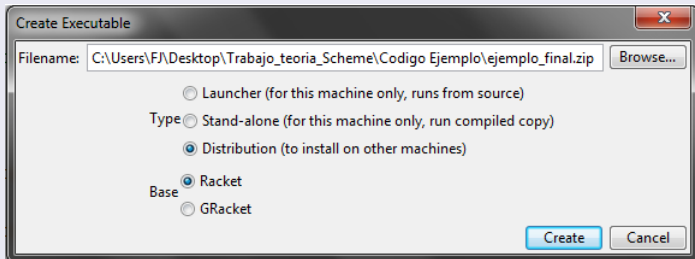 Create Executable
Filename: C:\Users\FJ\Desktop\Trabajo_teoria_Scheme\Codigo Ejemplo\ejemplo_final.zip Browse...
Launcher (for this machine only, runs from source)
Type Stand-alone (for this machine only, run compiled copy)
Distribution (to install on other machines)
Racket
Base
GRacket
Create Cancel